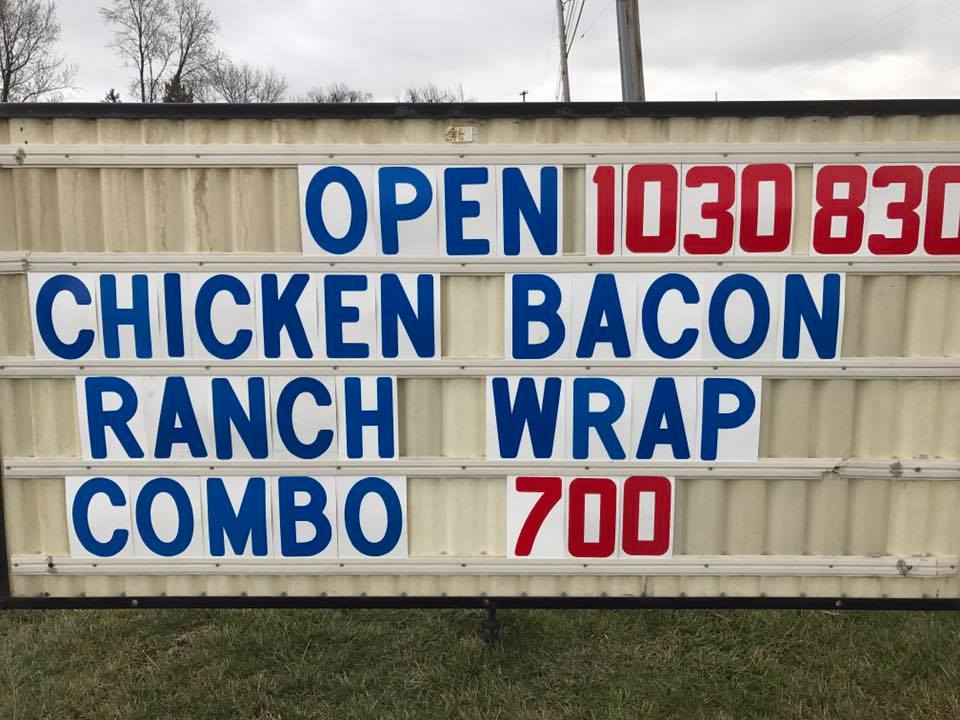 OPEN 1030 830
CHICKEN BACON
RANCH WRAP
COMBO 700